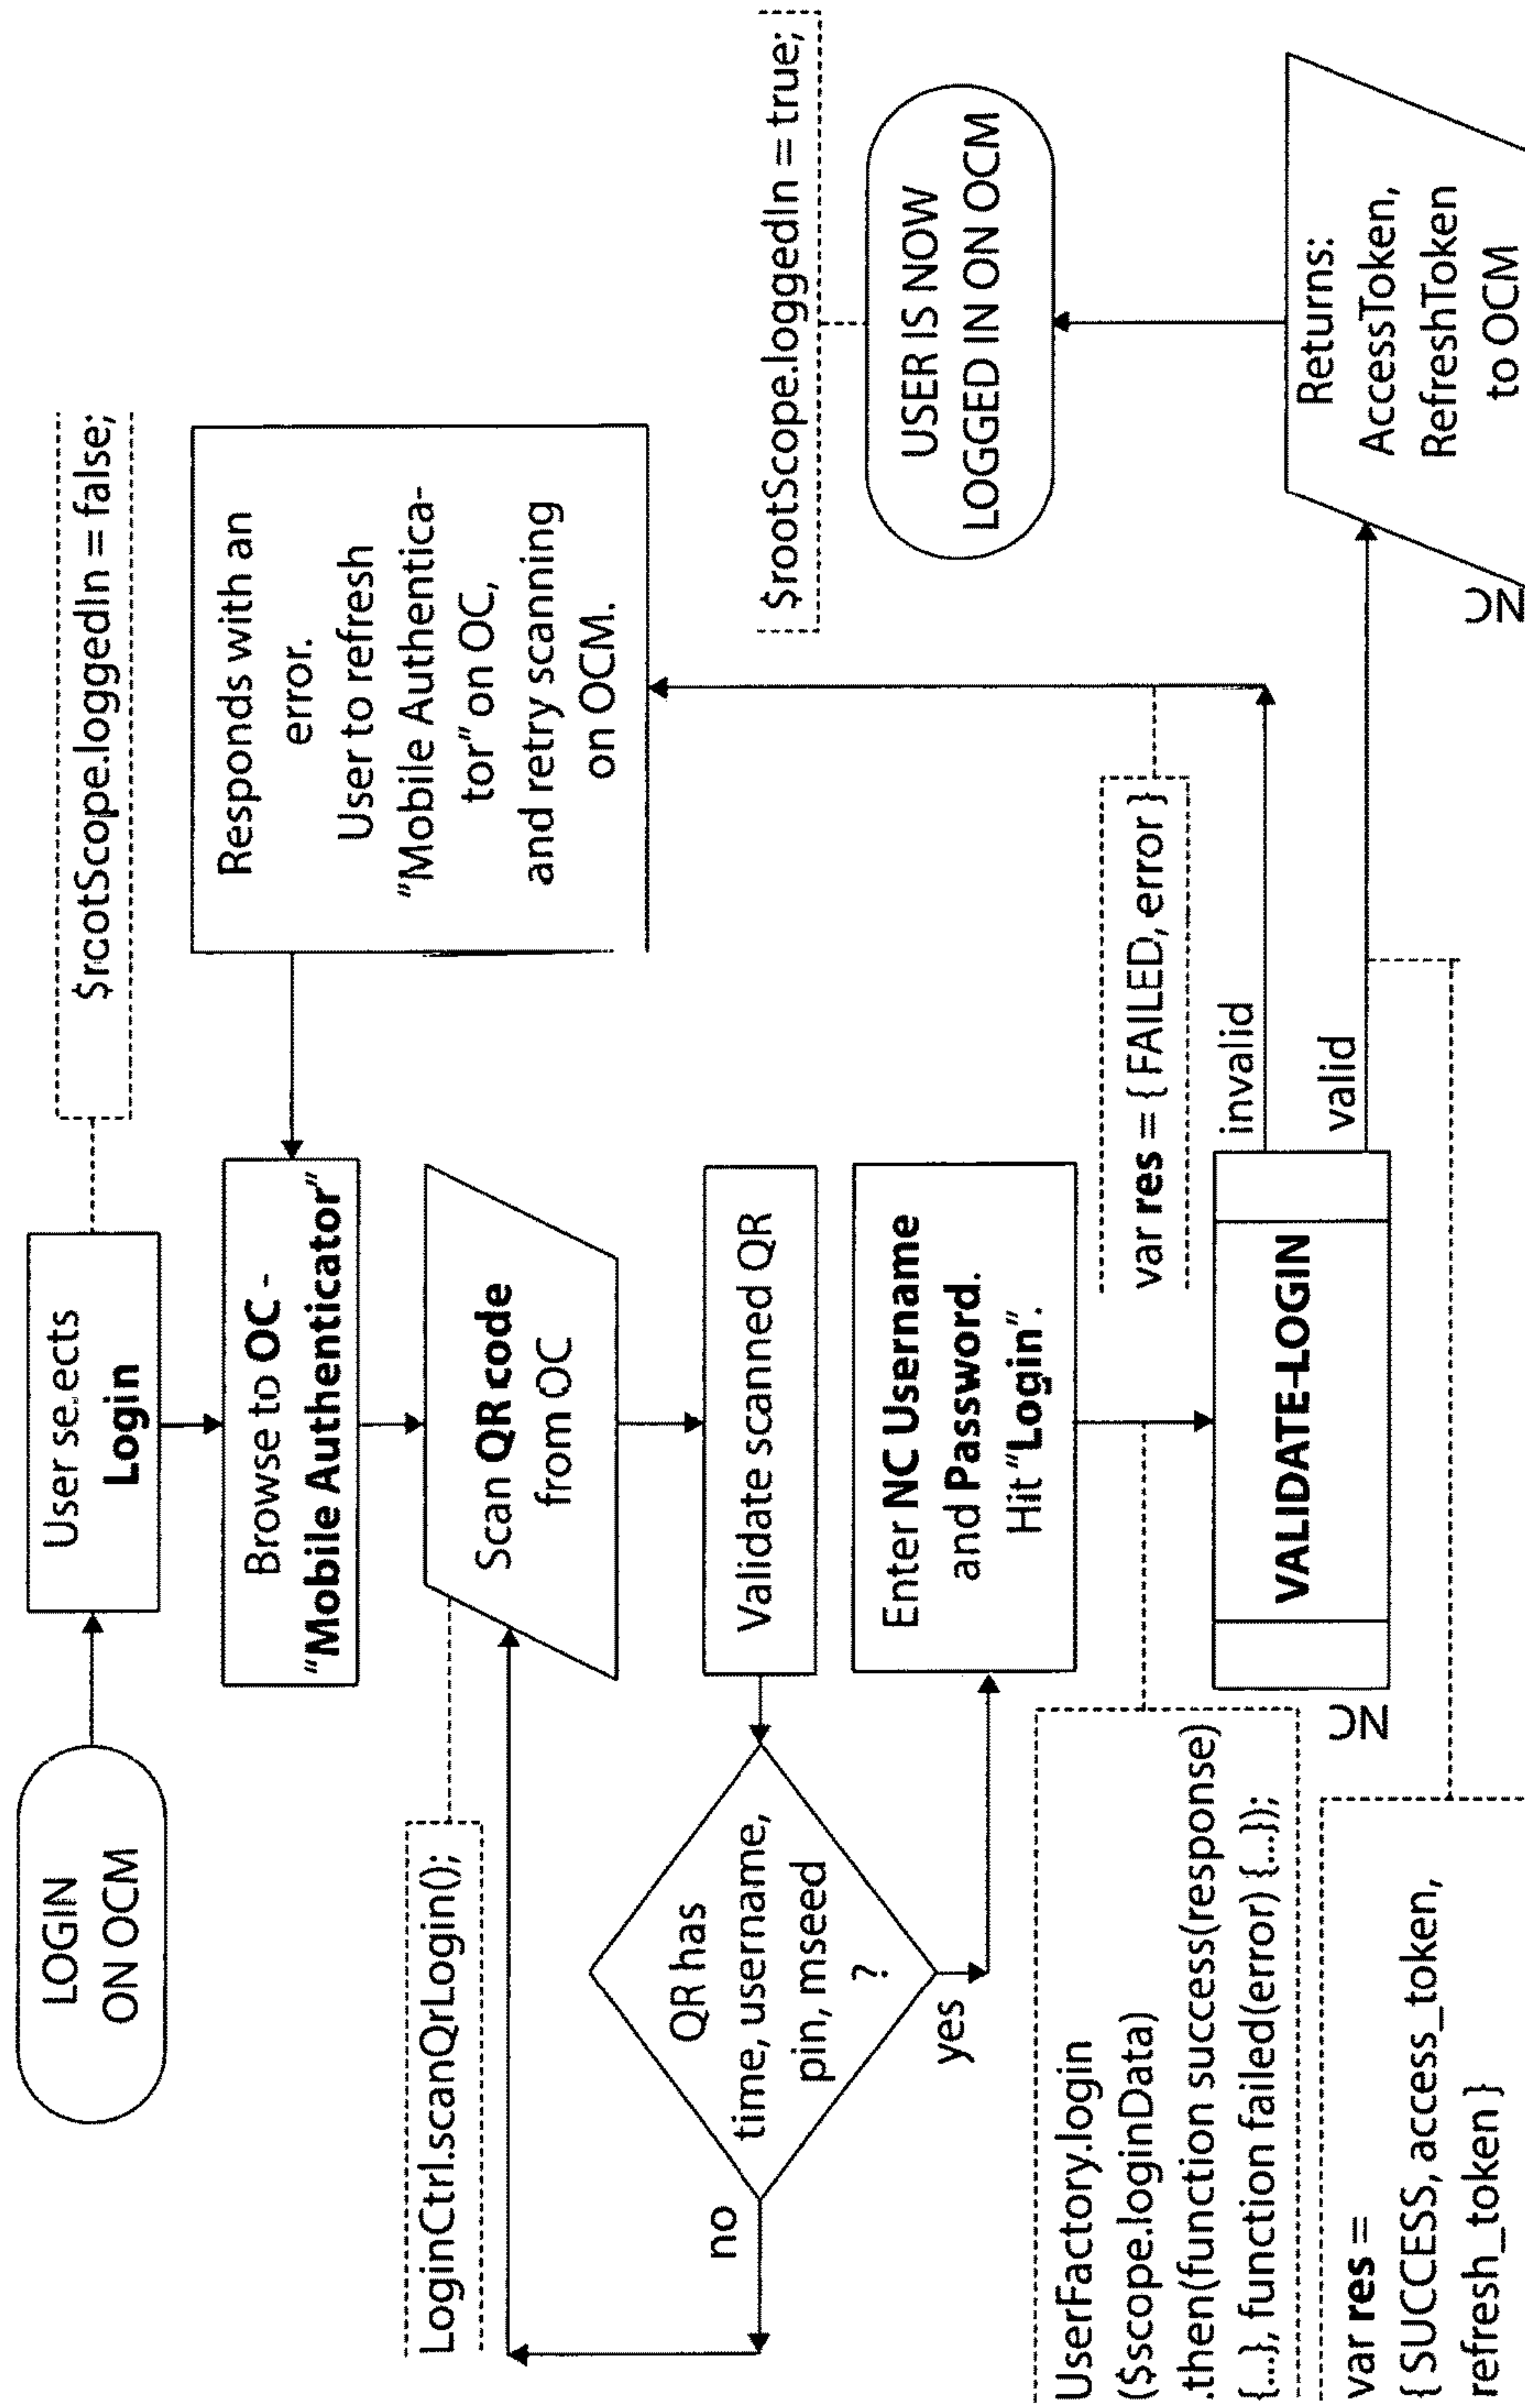 LOGIN
ON OCM
User se.ects
Login
$rcotScope.loggedIn = false;
Browse to OC -
"Mobile Authenticator"
Responds with an
error.
User to refresh
"Mobile Authentica-
tor" on OC,
and retry scanning
on OCM.
LoginCtrl.scanQrLogin();
Scan QR code
from OC
Validate scanned QR
QR has
time, username,
pin, mseed
?
no
yes
Enter NC Username
and Password.
Hit "Login".
$rootScope.loggedIn = true;
USER IS NOW
LOGGED IN ON OCM
UserFactory.login
($scope.loginData)
.then(function success(response)
{...}, function failed(error) {...});
var res = { FAILED, error }
NC
VALIDATE-LOGIN
invalid
valid
Returns:
AccessToken,
RefreshToken
to OCM
NC
var res =
{ SUCCESS, access_token,
refresh_token }